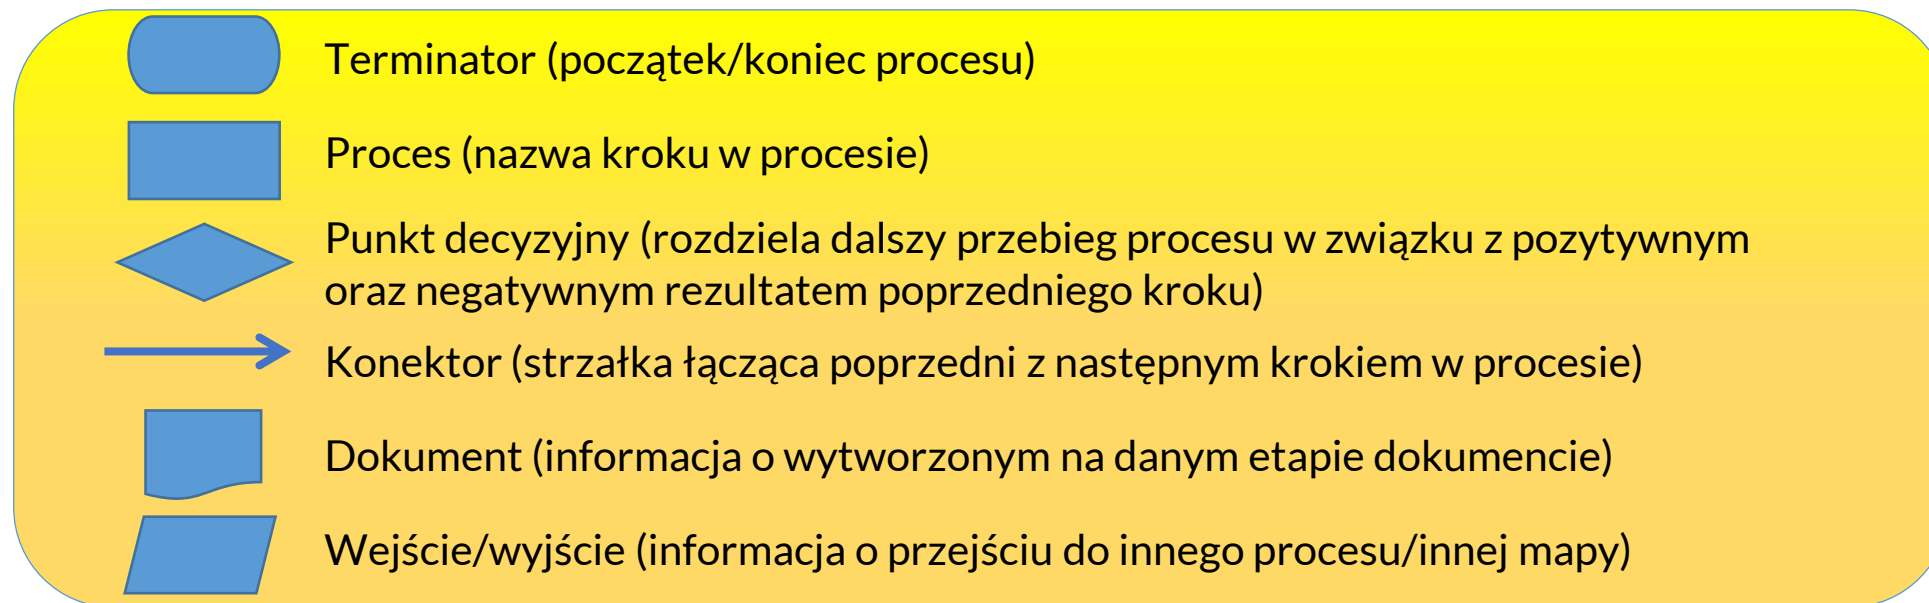 Terminator (początek/koniec procesu)
Proces (nazwa kroku w procesie)
Punkt decyzyjny (rozdziela dalszy przebieg procesu w związku z pozytywnym
oraz negatywnym rezultatem poprzedniego kroku)
Konektor (strzałka łącząca poprzedni z następnym krokiem w procesie)
Dokument (informacja o wytworzonym na danym etapie dokumencie)
Wejście/wyjście (informacja o przejściu do innego procesu/innej mapy)